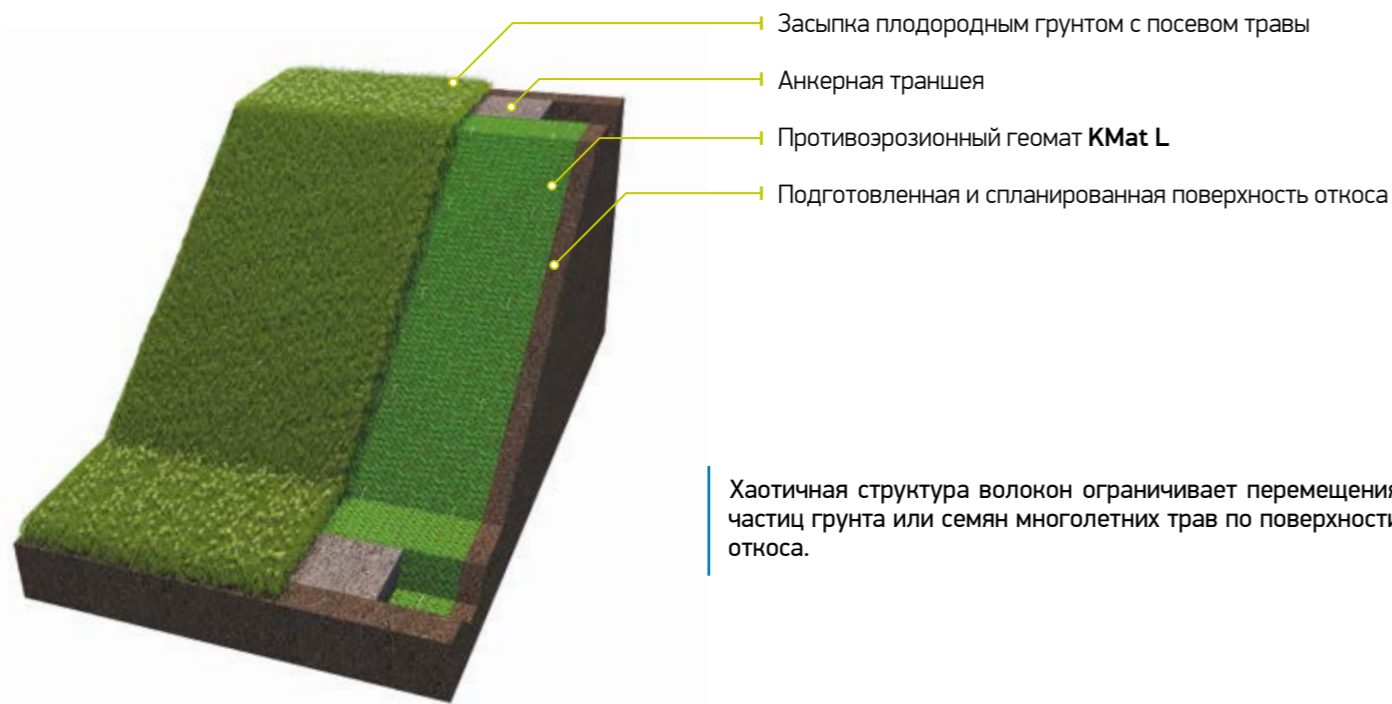 Засыпка плодородным грунтом с посевом травы
Анкерная траншея
Противоэрозионный геомат KMat L
Подготовленная и спланированная поверхность откоса
Хаотичная структура волокон ограничивает перемещения
частиц грунта или семян многолетних трав по поверхности
откоса.